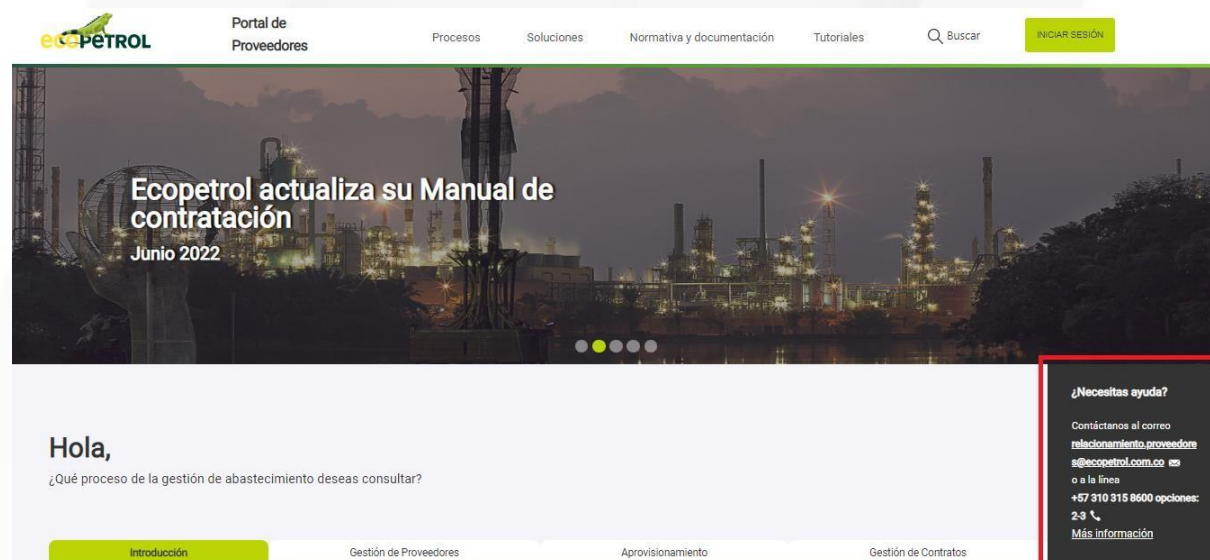 ecopetrol
Portal de
Proveedores
Procesos
Soluciones
Normativa y documentación
Tutoriales
Buscar
INICIAR SESIÓN
Ecopetrol actualiza su Manual de
contratación
Junio 2022
¿Necesitas ayuda?
Contáctanos al correo
relacionamiento.proveedore
s@ecopetrol.com.co
o a la línea
+57 310 315 8600 opciones:
2-3
Más información
Hola,
¿Qué proceso de la gestión de abastecimiento deseas consultar?
Introducción
Gestión de Proveedores
Aprovisionamiento
Gestión de Contratos